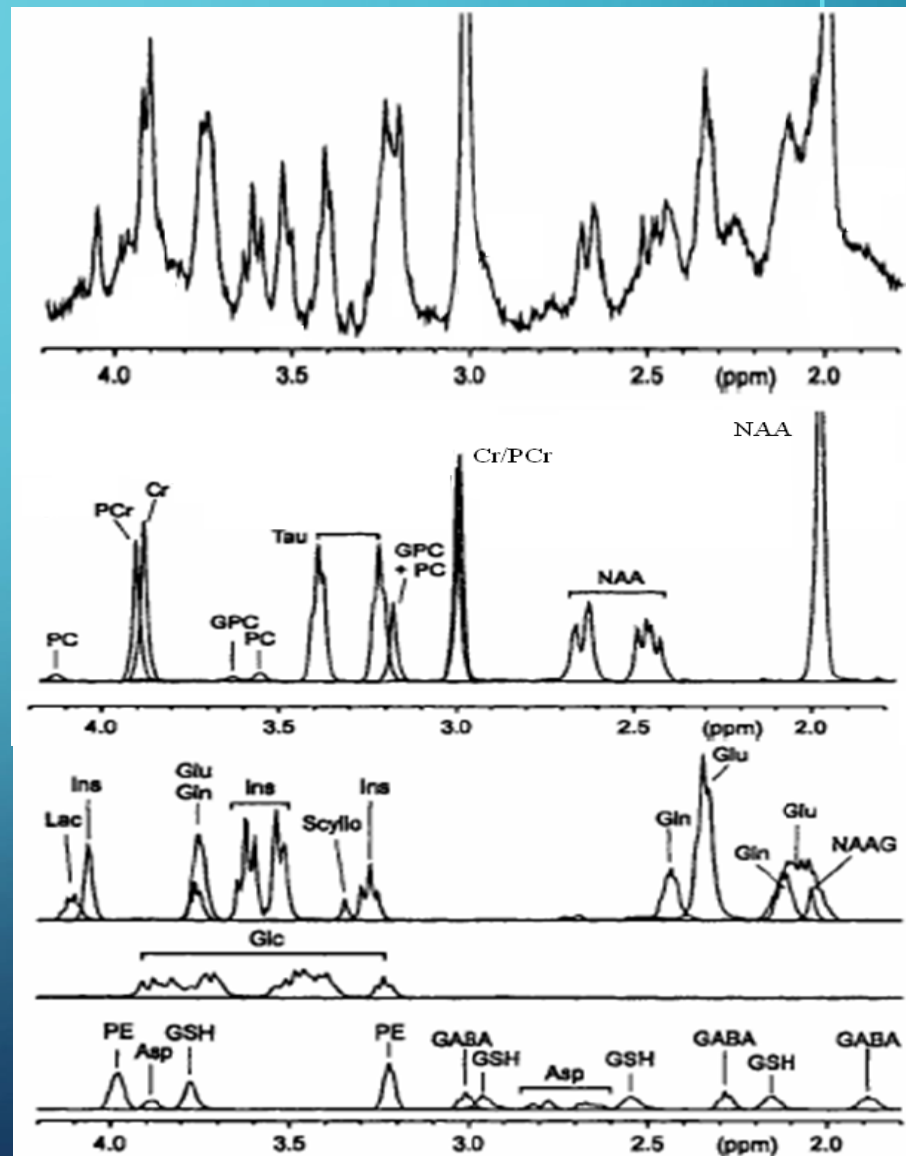 4.0 3.5 3.0 2.5 (ppm) 2.0
NAA
Cr/PCr
Cr
PCr
Tau
GPC
+ PC
NAA
GPC
PC
PC
4.0 3.5 3.0 2.5 (ppm) 2.0
Glu
Glu
Gln
Ins
Ins
Ins
Lac
Scyllo
Gln
Glu
Gln
NAAG
Glc
PE
Asp
GSH
PE
GABA
GSH
Asp
GSH
GABA
GSH
GABA
4.0 3.5 3.0 2.5 (ppm) 2.0